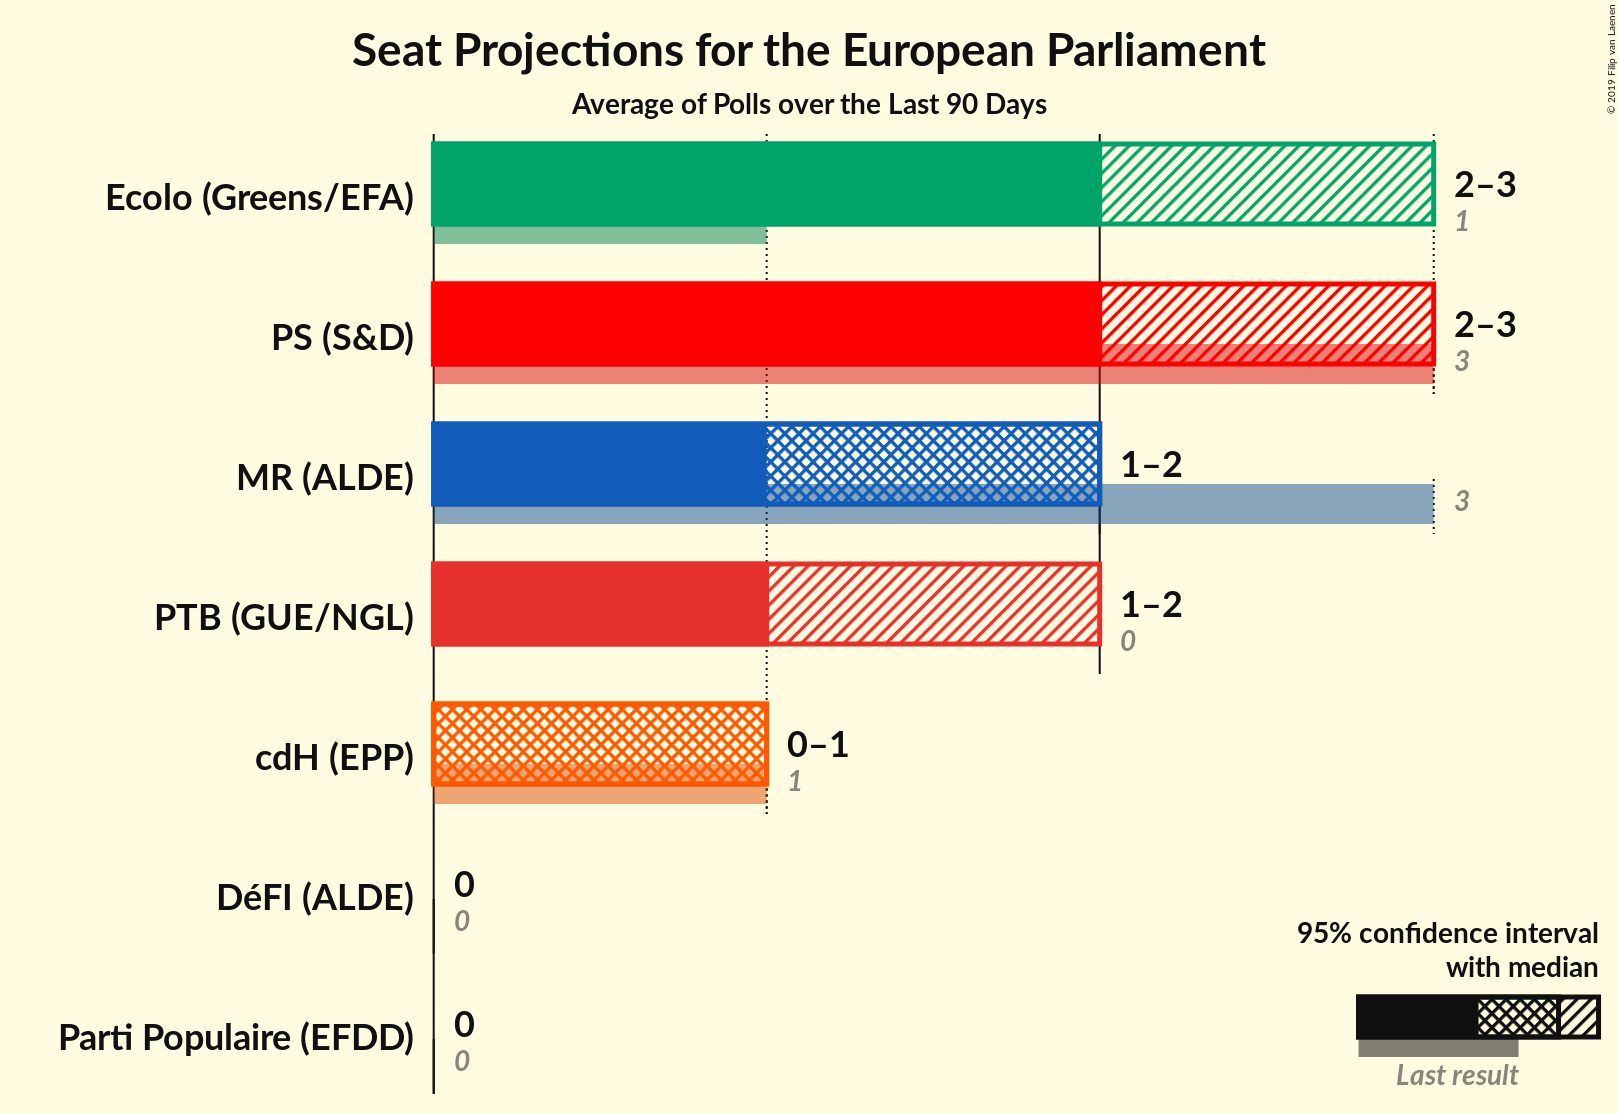 Seat Projections for the European Parliament
Average of Polls over the Last 90 Days
© 2019 Filip van Laenen
Ecolo (Greens/EFA)
2–3
1
PS (S&D)
2–3
3
MR (ALDE)
1–2
3
PTB (GUE/NGL)
1–2
0
cdH (EPP)
0–1
1
DéFI (ALDE)
0
0
Parti Populaire (EFDD)
0
0
95% confidence interval
with median
Last result